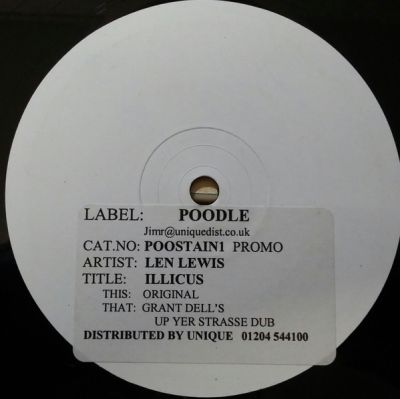 LABEL: POODLE
Jimr@uniquedist.co.uk
CAT.NO: POOSTAIN1 PROMO
ARTIST: LEN LEWIS
TITLE: ILLICUS
THIS: ORIGINAL
THAT: GRANT DELL'S
UP YER STRASSE DUB
DISTRIBUTED BY UNIQUE 01204 544100